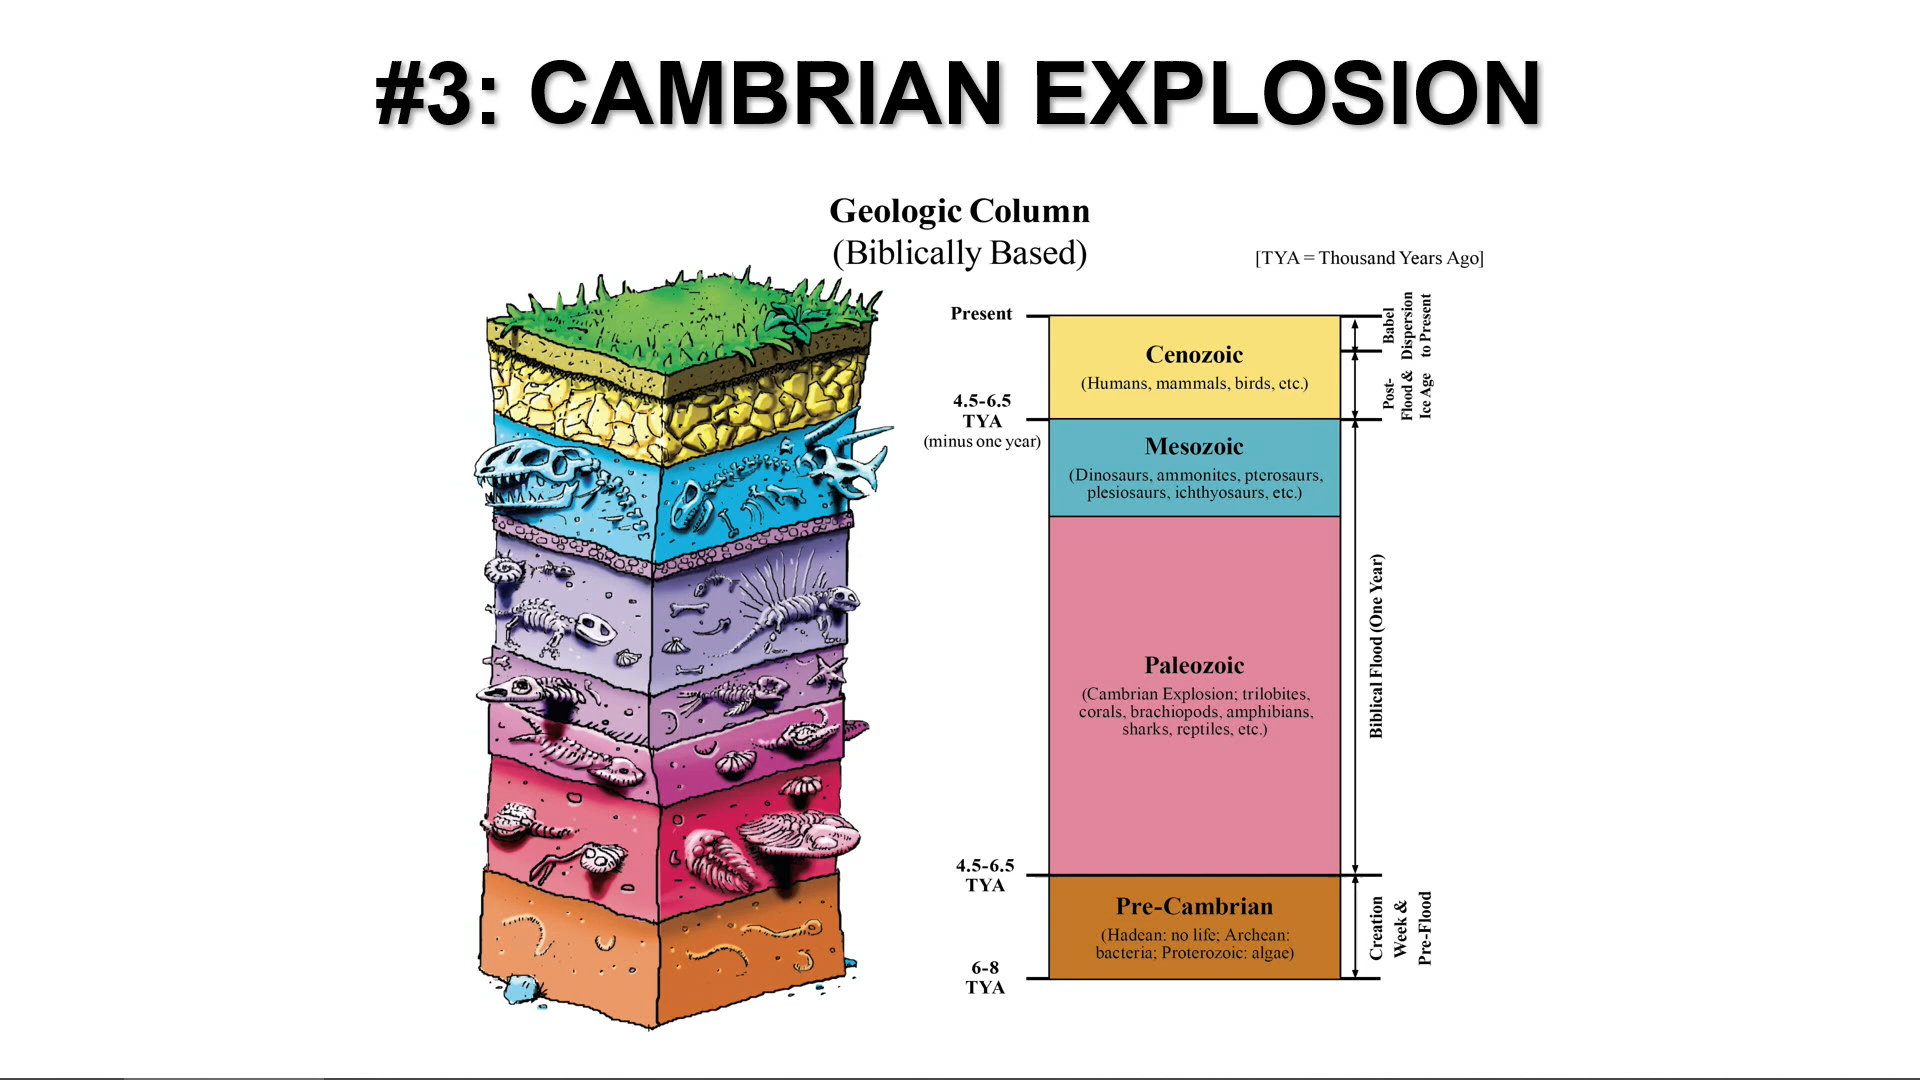 #3: CAMBRIAN EXPLOSION
Geologic Column
(Biblically Based)
[TYA = Thousand Years Ago]
Present
Cenozoic
(Humans, mammals, birds, etc.)
Babel
Dispersion
to Present
Post-
Flood &
Ice Age
4.5-6.5
TYA
(minus one year)
Mesozoic
(Dinosaurs, ammonites, pterosaurs,
plesiosaurs, ichthyosaurs, etc.)
Paleozoic
(Cambrian Explosion; trilobites,
corals, brachiopods, amphibians,
sharks, reptiles, etc.)
Biblical Flood (One Year)
4.5-6.5
TYA
Pre-Cambrian
(Hadean: no life; Archean:
bacteria; Proterozoic: algae)
Creation
Week &
Pre-Flood
6-8
TYA